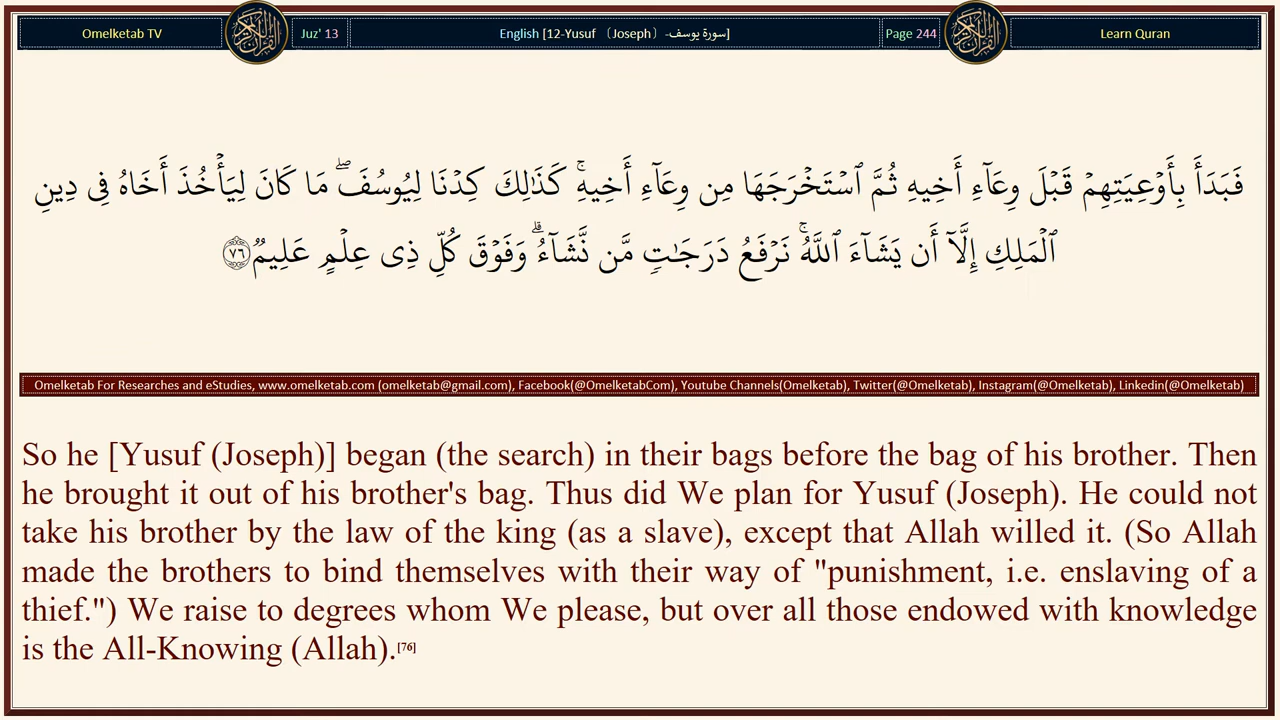 Omelketab TV
Juz' 13
English [12-Yusuf (Joseph) -سورة يوسف]
Page 244
Learn Quran
فَبَدَأَ بِأَوۡعِيَتِهِمۡ قَبۡلَ وِعَآءِ أَخِيهِ ثُمَّ ٱسۡتَخۡرَجَهَا مِن وِعَآءِ أَخِيهِۚ كَذَٰلِكَ كِدۡنَا لِيُوسُفَۖ مَا كَانَ لِيَأۡخُذَ أَخَاهُ فِى دِينِ
ٱلۡمَلِكِ إِلَّآ أَن يَشَآءَ ٱللَّهُۚ نَرۡفَعُ دَرَجَٰتٖ مَّن نَّشَآءُۗ وَفَوۡقَ كُلِّ ذِى عِلۡمٍ عَلِيمٞ ٧٦
Omelketab For Researches and eStudies, www.omelketab.com (omelketab@gmail.com), Facebook(@OmelketabCom), Youtube Channels(Omelketab), Twitter(@Omelketab), Instagram(@Omelketab), Linkedin(@Omelketab)
So he [Yusuf (Joseph)] began (the search) in their bags before the bag of his brother. Then
he brought it out of his brother's bag. Thus did We plan for Yusuf (Joseph). He could not
take his brother by the law of the king (as a slave), except that Allah willed it. (So Allah
made the brothers to bind themselves with their way of "punishment, i.e. enslaving of a
thief.") We raise to degrees whom We please, but over all those endowed with knowledge
is the All-Knowing (Allah).[76]